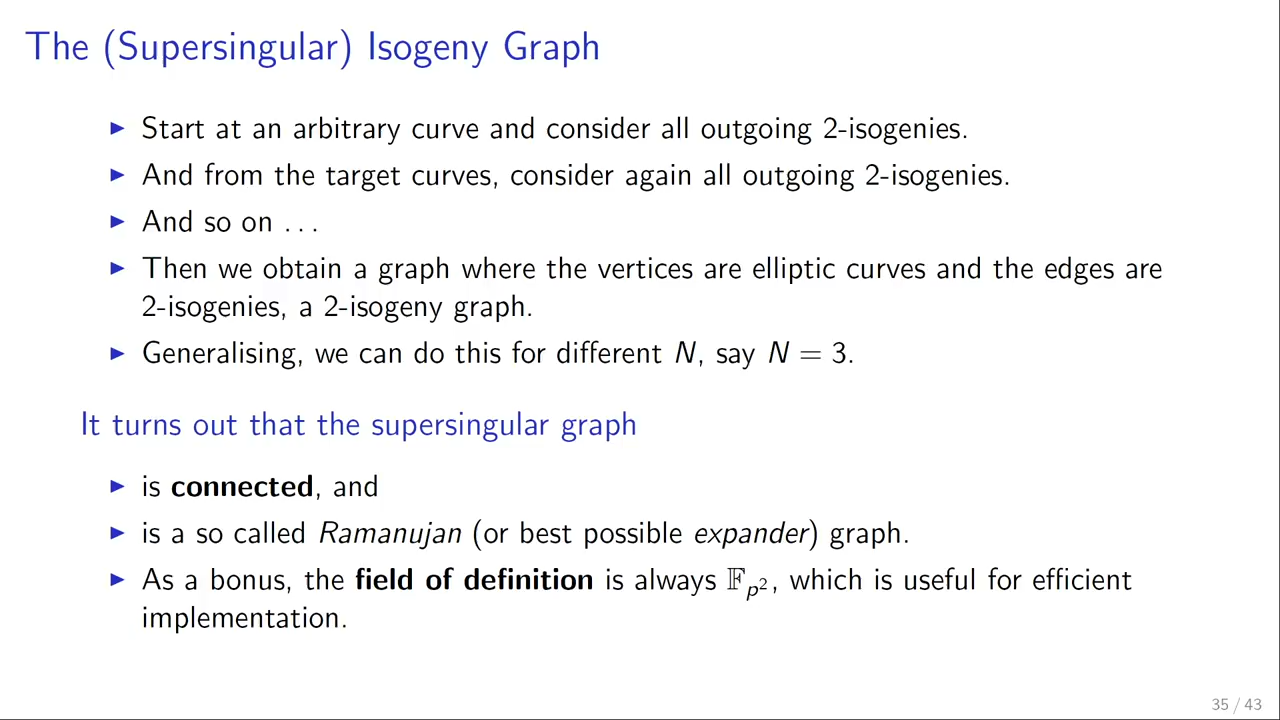 The (Supersingular) Isogeny Graph
▶ Start at an arbitrary curve and consider all outgoing 2-isogenies.
▶ And from the target curves, consider again all outgoing 2-isogenies.
▶ And so on . . .
▶ Then we obtain a graph where the vertices are elliptic curves and the edges are
2-isogenies, a 2-isogeny graph.
▶ Generalising, we can do this for different N, say N = 3.
It turns out that the supersingular graph
▶ is connected, and
▶ is a so called Ramanujan (or best possible expander) graph.
▶ As a bonus, the field of definition is always 𝔽_{p²}, which is useful for efficient
implementation.
35 / 43